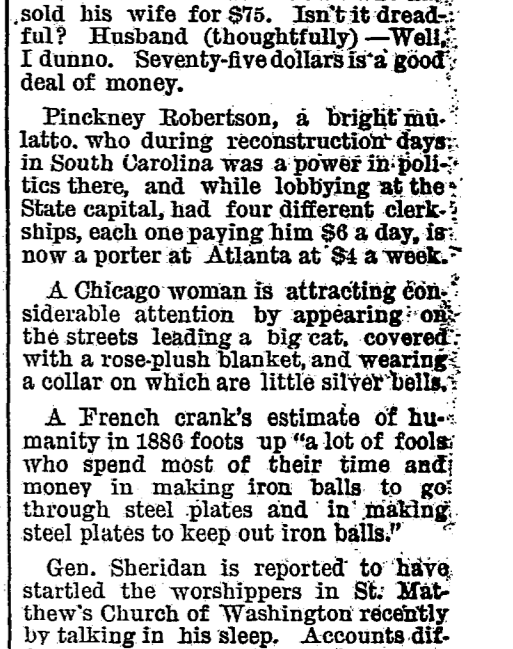 sold his wife for $75. Isn't it dread-
ful? Husband (thoughtfully)—Well,
I dunno. Seventy-five dollars is a good
deal of money.
Pinckney Robertson, a bright mu-
latto. who during reconstruction days
in South Carolina was a power in poli-
tics there, and while lobbying at the
State capital, had four different clerk-
ships, each one paying him $6 a day, is
now a porter at Atlanta at $4 a week.
A Chicago woman is attracting con-
siderable attention by appearing on
the streets leading a big cat. covered
with a rose-plush blanket, and wearing
a collar on which are little silver bells.
A French crank's estimate of hu-
manity in 1886 foots up "a lot of fools
who spend most of their time and
money in making iron balls to go
through steel plates and in making
steel plates to keep out iron balls."
Gen. Sheridan is reported to have
startled the worshippers in St. Mat-
thew's Church of Washington recently
by talking in his sleep. Accounts dif-